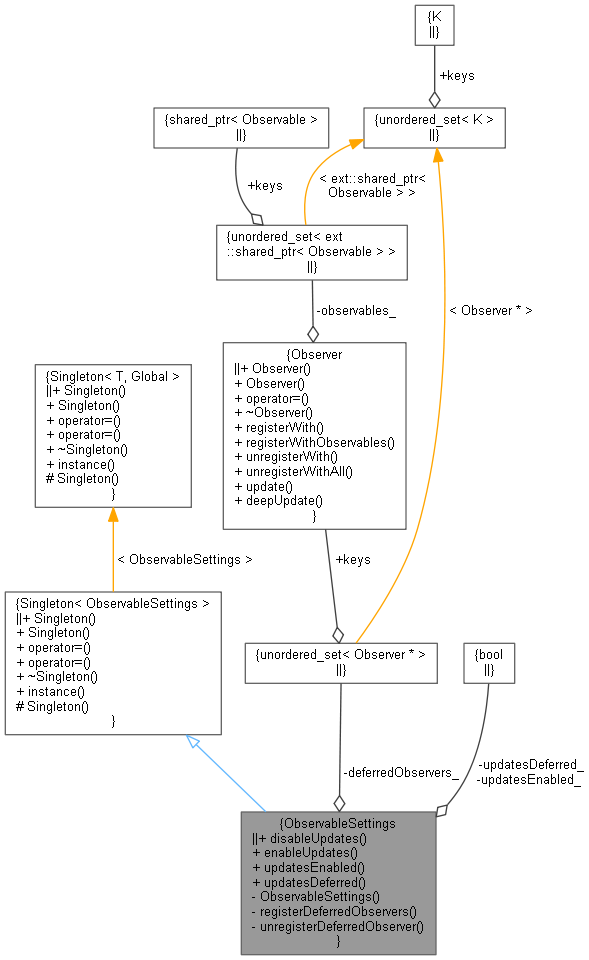 {K
||}
+keys
{shared_ptr< Observable >
||}
{unordered_set< K >
||}
+keys
< ext::shared_ptr<
Observable > >
{unordered_set< ext
::shared_ptr< Observable > >
||}
-observables_
< Observer * >
{Observer
||+ Observer()
+ Observer()
+ operator=()
+ ~Observer()
+ registerWith()
+ registerWithObservables()
+ unregisterWith()
+ unregisterWithAll()
+ update()
+ deepUpdate()
}
{Singleton< T, Global >
||+ Singleton()
+ Singleton()
+ operator=()
+ operator=()
+ ~Singleton()
+ instance()
# Singleton()
}
< ObservableSettings >
+keys
{Singleton< ObservableSettings >
||+ Singleton()
+ Singleton()
+ operator=()
+ operator=()
+ ~Singleton()
+ instance()
# Singleton()
}
{unordered_set< Observer * >
||}
{bool
||}
-deferredObservers_
-updatesDeferred_
-updatesEnabled_
{ObservableSettings
||+ disableUpdates()
+ enableUpdates()
+ updatesEnabled()
+ updatesDeferred()
- ObservableSettings()
- registerDeferredObservers()
- unregisterDeferredObserver()
}